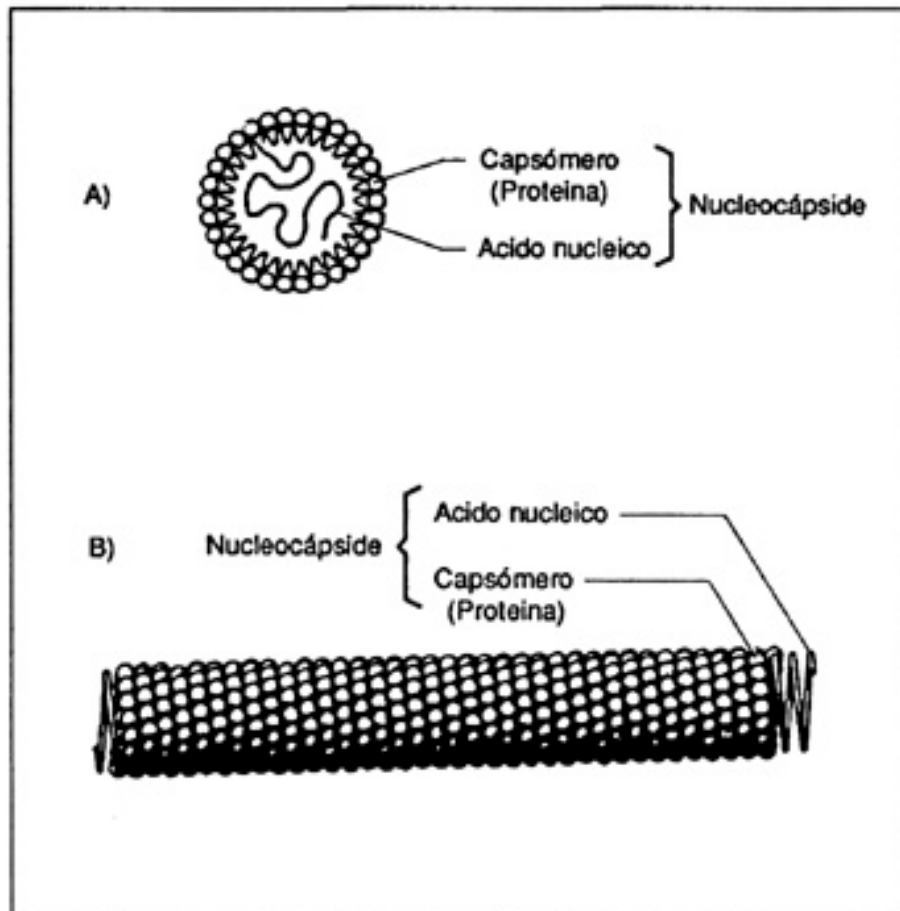 A)
Capsómero
(Proteina)
Acido nucleico
Nucleocápside
B)
Nucleocápside
Acido nucleico
Capsómero
(Proteina)